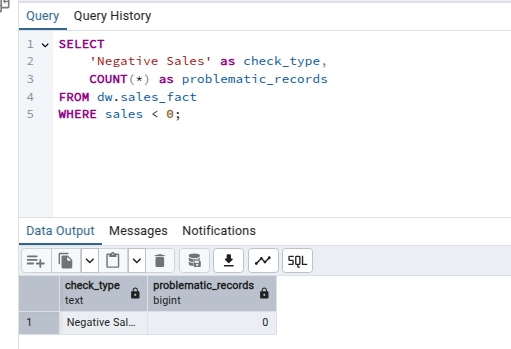 Query Query History
1 SELECT
2 'Negative Sales' as check_type,
3 COUNT(*) as problematic_records
4 FROM dw.sales_fact
5 WHERE sales < 0;
Data Output Messages Notifications
SQL
check_type problematic_records
text bigint
1 Negative Sal... 0